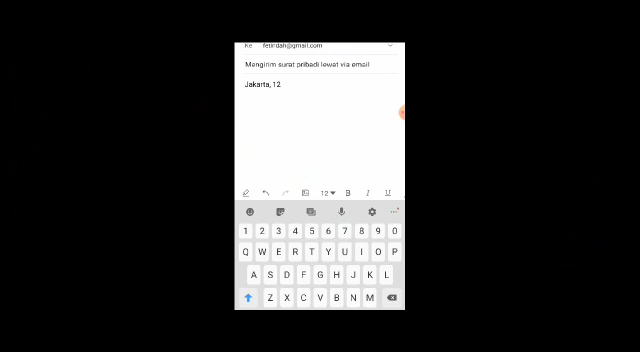 Ke fetindah@gmail.com
Mengirim surat pribadi lewat via email
Jakarta, 12
12 B I U
1 2 3 4 5 6 7 8 9 0
Q W E R T Y U I O P
A S D F G H J K L
Z X C V B N M